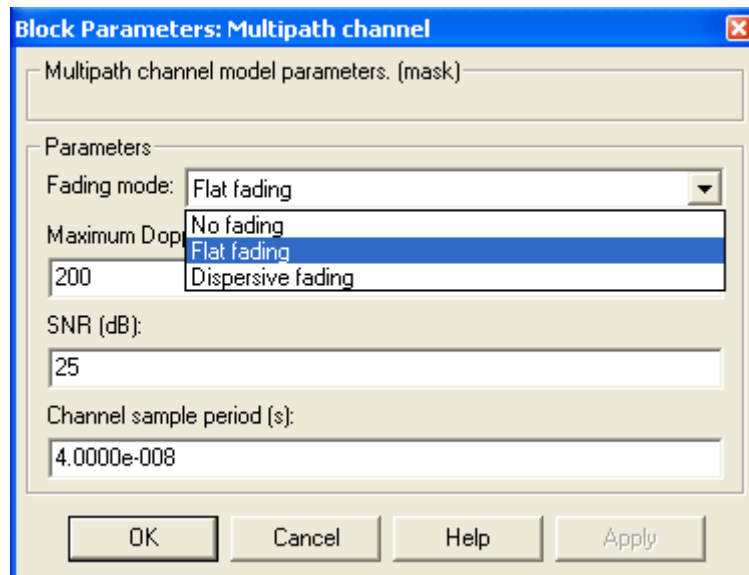 Block Parameters: Multipath channel
Multipath channel model parameters. (mask)
Parameters
Fading mode: Flat fading
No fading
Flat fading
Dispersive fading
Maximum
200
SNR (dB):
25
Channel sample period (s):
4.0000e-008
OK Cancel Help Apply